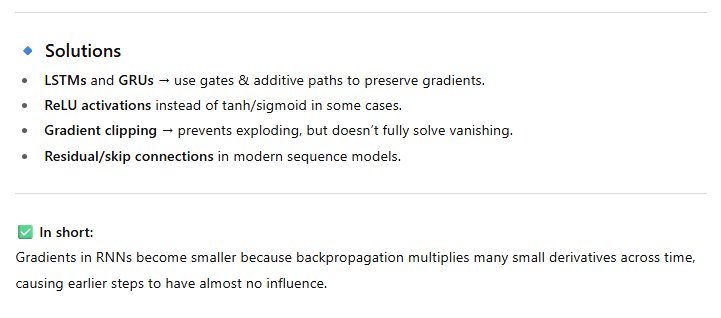 Solutions
LSTMs and GRUs → use gates & additive paths to preserve gradients.
ReLU activations instead of tanh/sigmoid in some cases.
Gradient clipping → prevents exploding, but doesn’t fully solve vanishing.
Residual/skip connections in modern sequence models.
In short:
Gradients in RNNs become smaller because backpropagation multiplies many small derivatives across time,
causing earlier steps to have almost no influence.